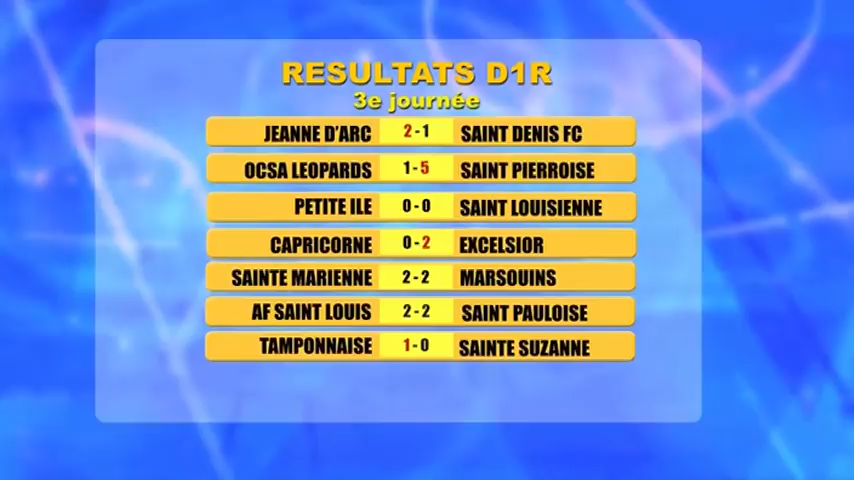 RESULTATS D1R
3e journée
JEANNE D'ARC 2-1 SAINT DENIS FC
OCSA LEOPARDS 1-5 SAINT PIERROISE
PETITE ILE 0-0 SAINT LOUISIENNE
CAPRICORNE 0-2 EXCELSIOR
SAINTE MARIENNE 2-2 MARSOUINS
AF SAINT LOUIS 2-2 SAINT PAULOISE
TAMPONNAISE 1-0 SAINTE SUZANNE